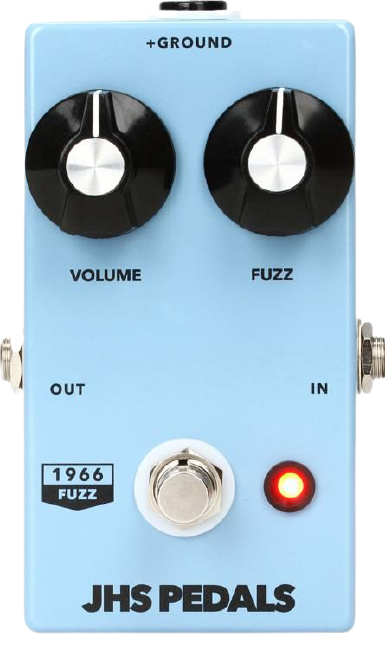 +GROUND
VOLUME FUZZ
OUT IN
1966
FUZZ
JHS PEDALS